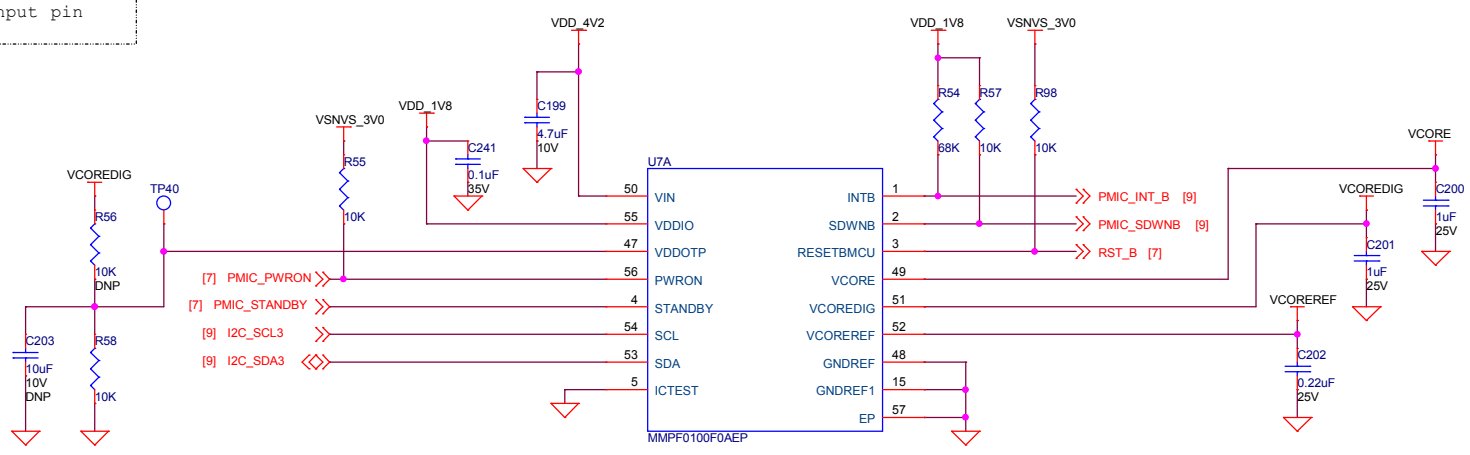 nput pin
VDD_4V2
VDD_1V8
VSNVS_3V0
C199
4.7uF
10V
R54
68K
R57
10K
R98
10K
VDD_1V8
VSNVS_3V0
C241
0.1uF
35V
R55
10K
VCOREDIG
TP40
R56
10K
DNP
C203
10uF
10V
DNP
R58
10K
[7] PMIC_PWRON
[7] PMIC_STANDBY
[9] I2C_SCL3
[9] I2C_SDA3
U7A
50 VIN
55 VDDIO
47 VDDOTP
56 PWRON
4 STANDBY
54 SCL
53 SDA
5 ICTEST
INTB 1
SDWNB 2
RESETBMCU 3
VCORE 49
VCOREDIG 51
VCOREREF 52
GNDREF 48
GNDREF1 15
EP 57
MMPF0100F0AEP
PMIC_INT_B [9]
PMIC_SDWNB [9]
RST_B [7]
VCORE
C200
1uF
25V
VCOREDIG
C201
1uF
25V
VCOREREF
C202
0.22uF
25V